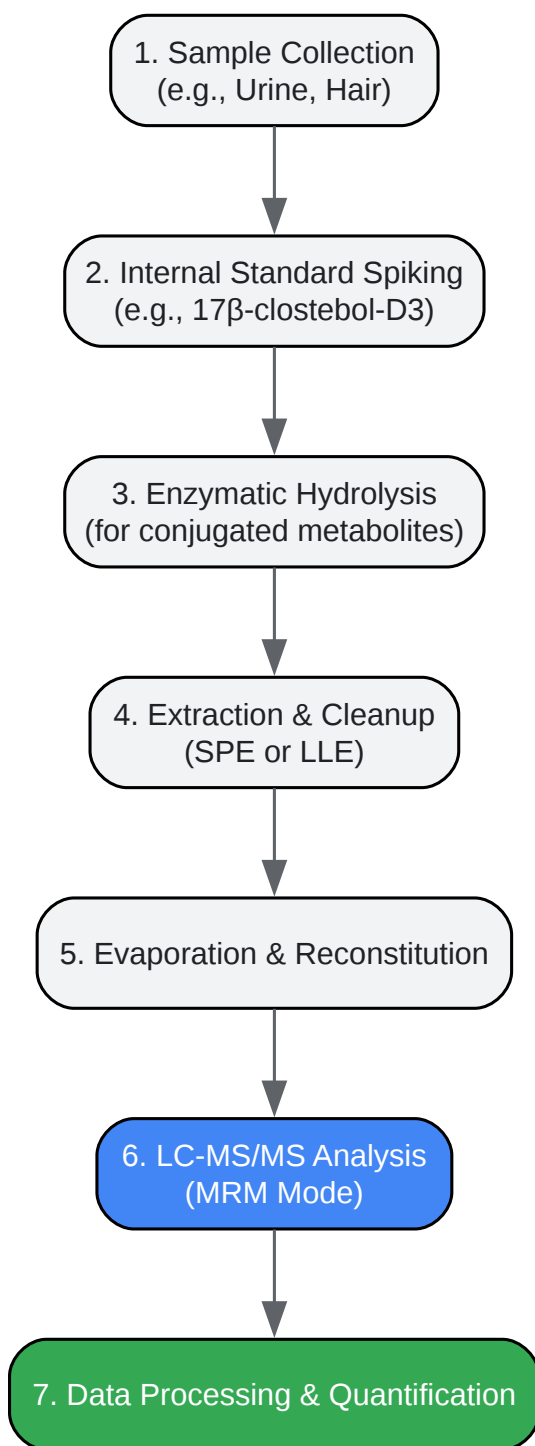 1. Sample Collection
(e.g., Urine, Hair)
2. Internal Standard Spiking
(e.g., 17β-clostebol-D3)
3. Enzymatic Hydrolysis
(for conjugated metabolites)
4. Extraction & Cleanup
(SPE or LLE)
5. Evaporation & Reconstitution
6. LC-MS/MS Analysis
(MRM Mode)
7. Data Processing & Quantification